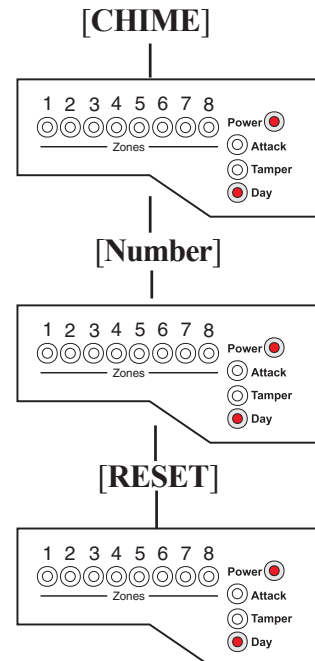 [CHIME]
1 2 3 4 5 6 7 8
Power
Attack
Zones
Tamper
Day
[Number]
1 2 3 4 5 6 7 8
Power
Attack
Zones
Tamper
Day
[RESET]
1 2 3 4 5 6 7 8
Power
Attack
Zones
Tamper
Day